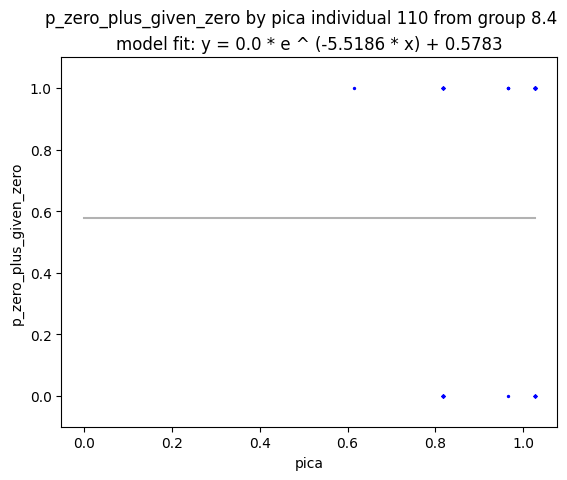 p_zero_plus_given_zero by pica individual 110 from group 8.4
model fit: y = 0.0 * e ^ (-5.5186 * x) + 0.5783
1.0
0.8
0.6
0.4
0.2
0.0
p_zero_plus_given_zero
0.0 0.2 0.4 0.6 0.8 1.0
pica